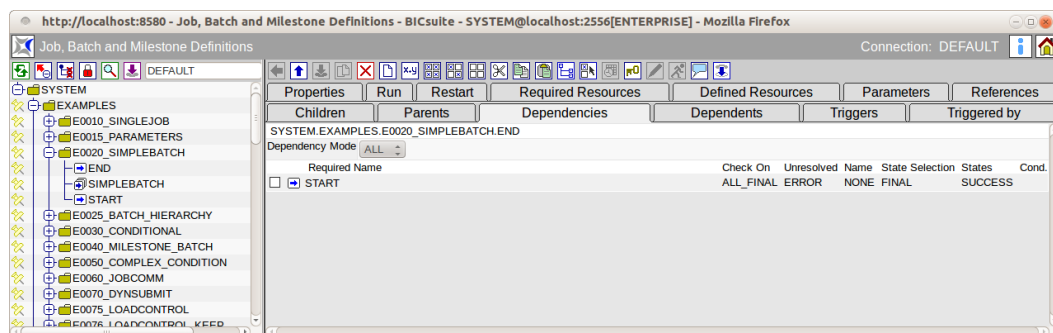 http://localhost:8580 - Job, Batch and Milestone Definitions - BICsuite - SYSTEM@localhost:2556[ENTERPRISE] - Mozilla Firefox
Job, Batch and Milestone Definitions
Connection: DEFAULT
DEFAULT
SYSTEM
EXAMPLES
E0010_SINGLEJOB
E0015_PARAMETERS
E0020_SIMPLEBATCH
END
SIMPLEBATCH
START
E0025_BATCH_HIERARCHY
E0030_CONDITIONAL
E0040_MILESTONE_BATCH
E0050_COMPLEX_CONDITION
E0060_JOBCOMM
E0070_DYNSUBMIT
E0075_LOADCONTROL
E0076_LOADCONTROL_KEEP
Properties Run Restart Required Resources Defined Resources Parameters References
Children Parents Dependencies Dependents Triggers Triggered by
SYSTEM.EXAMPLES.E0020_SIMPLEBATCH.END
Dependency Mode ALL
Required Name Check On Unresolved Name State Selection States Cond.
START ALL_FINAL ERROR NONE FINAL SUCCESS